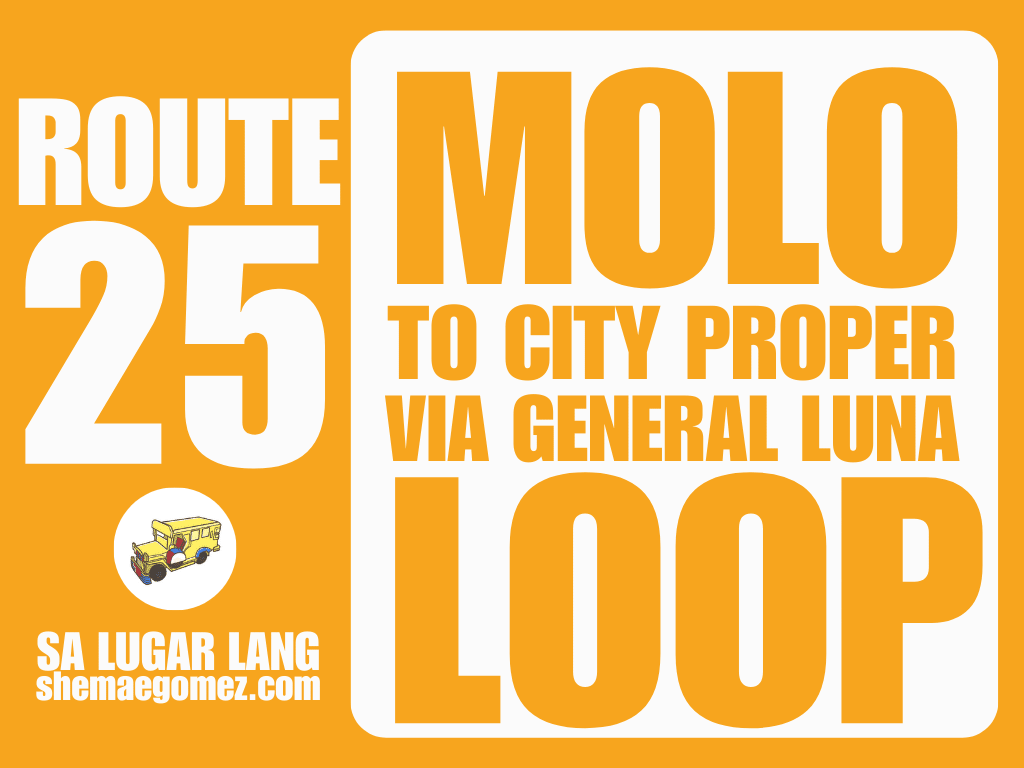 ROUTE
25
SA LUGAR LANG
shemaegomez.com
MOLO
TO CITY PROPER
VIA GENERAL LUNA
LOOP